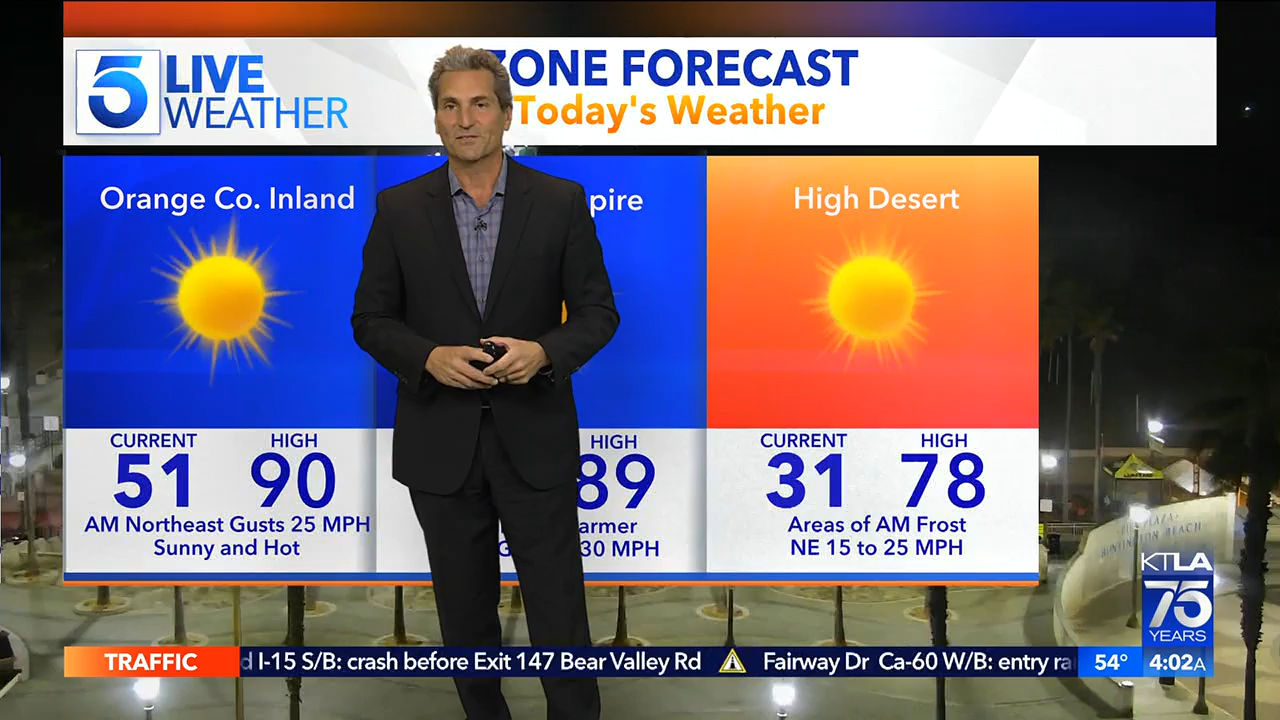 5 LIVE
WEATHER
ZONE FORECAST
Today's Weather
Orange Co. Inland
pire
High Desert
CURRENT HIGH
51 90
AM Northeast Gusts 25 MPH
Sunny and Hot
HIGH
89
armer
30 MPH
CURRENT HIGH
31 78
Areas of AM Frost
NE 15 to 25 MPH
HUNTINGTON BEACH
KTLA
75
YEARS
TRAFFIC
d I-15 S/B: crash before Exit 147 Bear Valley Rd Fairway Dr Ca-60 W/B: entry ra
54° 4:02A